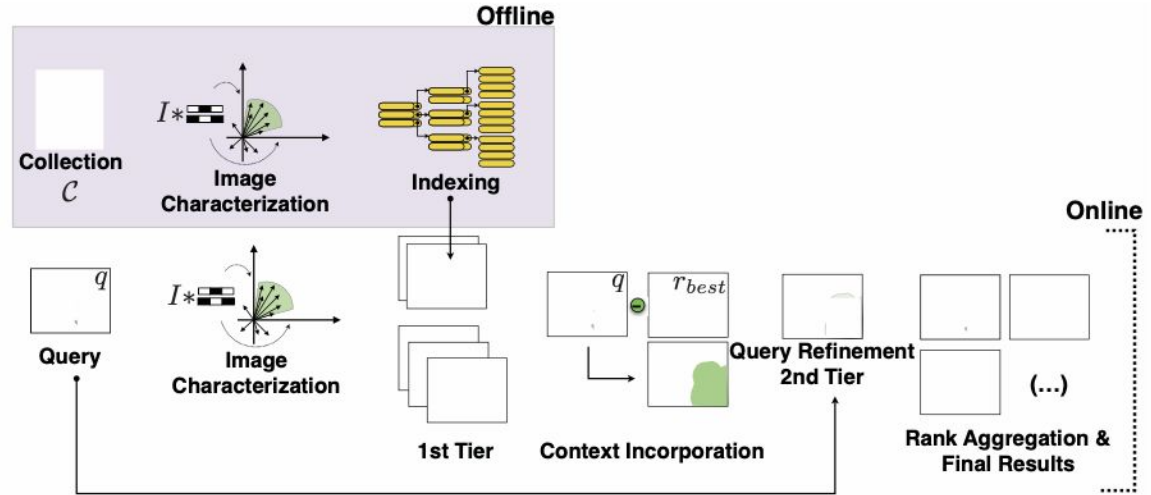 Offline
I*
Collection
C
Image
Characterization
Indexing
Online
q
I*
q
r_best
Query
Image
Characterization
Query Refinement
2nd Tier
(...)
1st Tier
Context Incorporation
Rank Aggregation &
Final Results